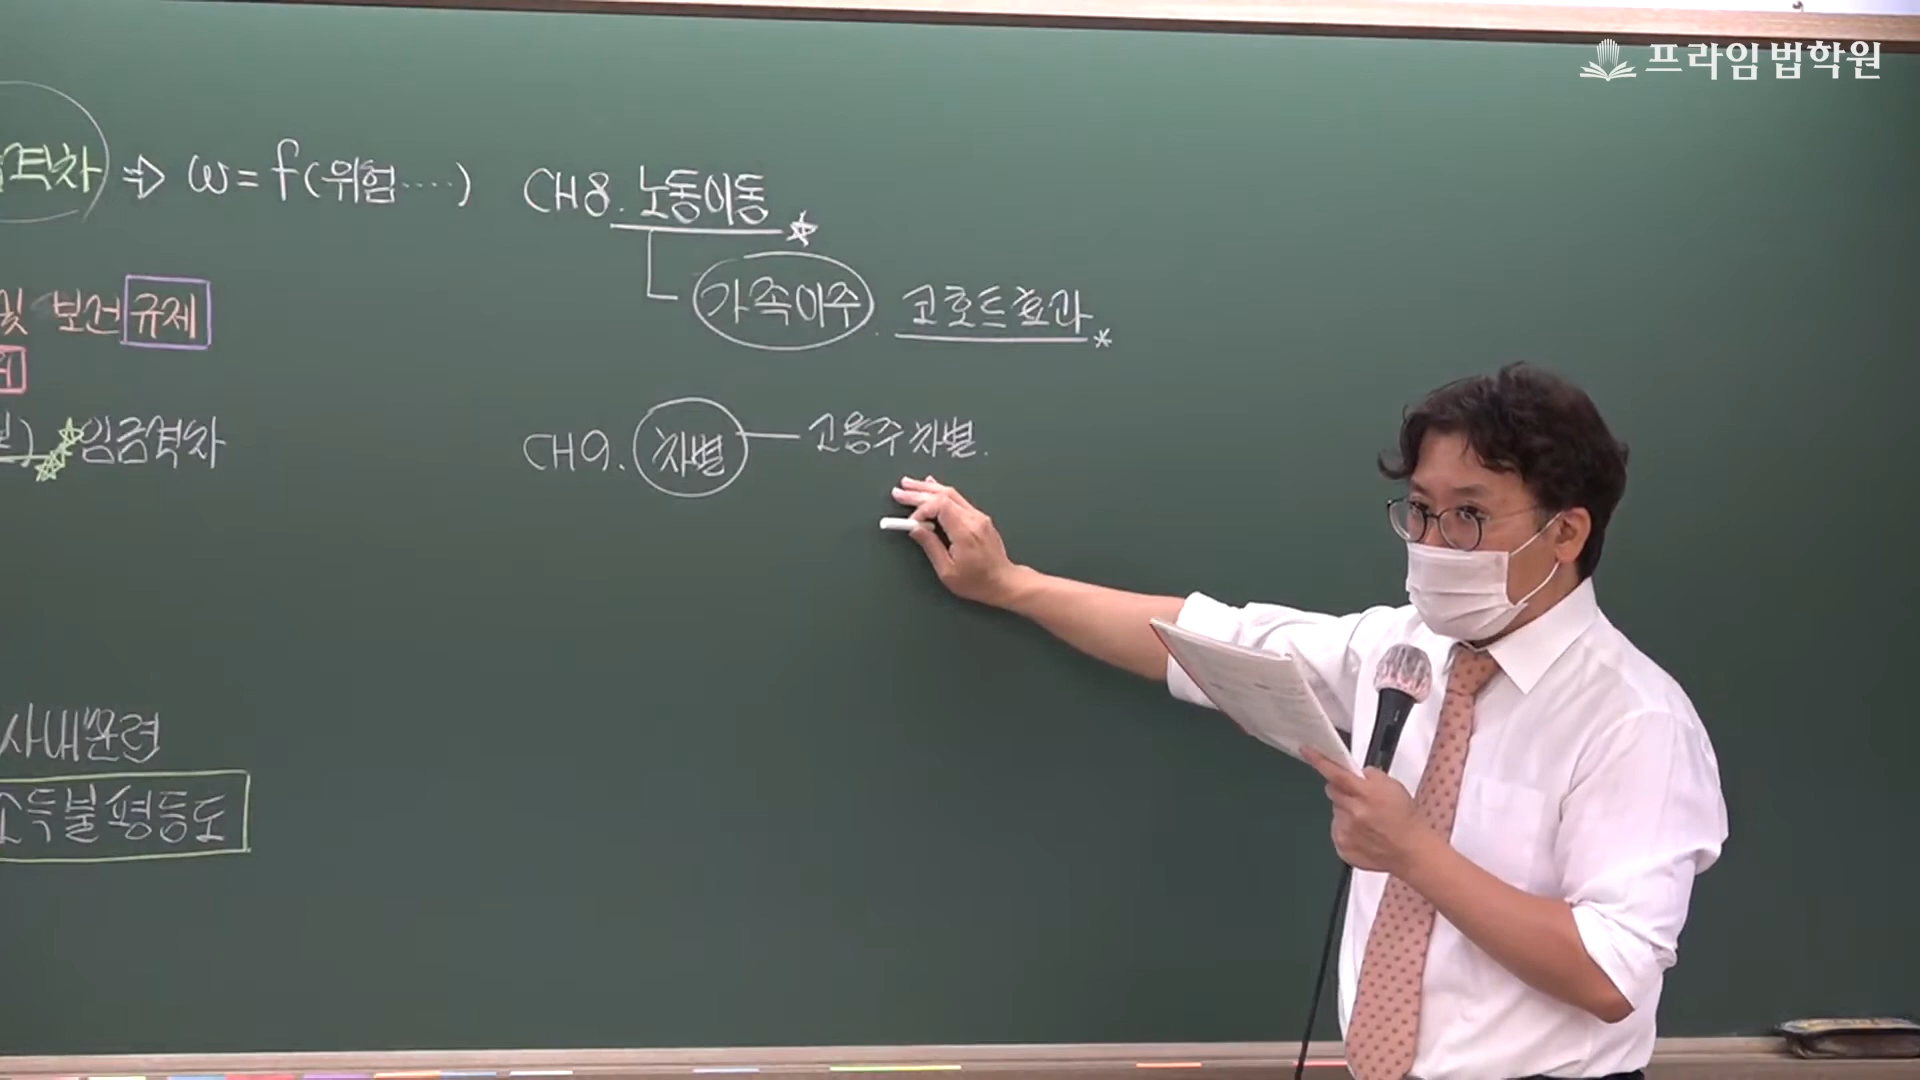 프라임법학원
격차 ⇒ w = f(위험....)
및 보건 규제
임금격차
사내훈련
소득불평등도
CH8. 노동이동
가족이주. 코호트효과
CH9. 차별 — 고용주 차별.